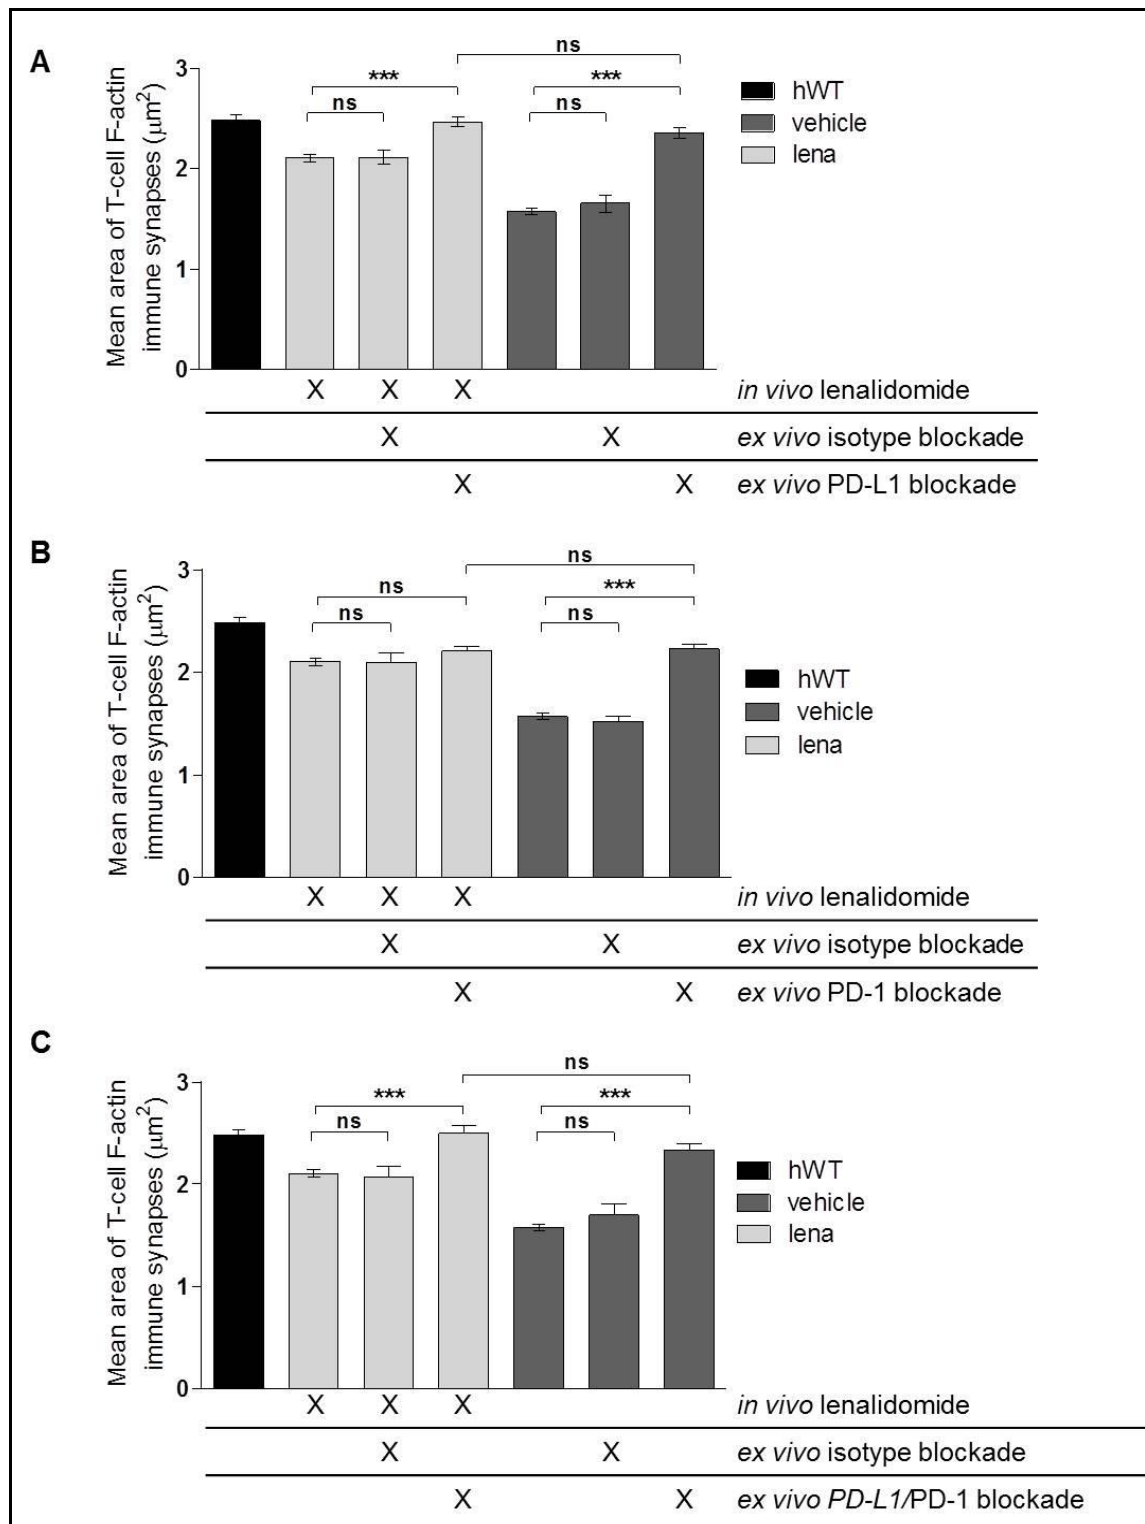 A
ns
3
***
***
ns
ns
2
1
0
Mean area of T-cell F-actin
immune synapses (μm²)
hWT
vehicle
lena
X X X in vivo lenalidomide
X X ex vivo isotype blockade
X X ex vivo PD-L1 blockade
B
ns
3
ns
***
ns
ns
2
1
0
Mean area of T-cell F-actin
immune synapses (μm²)
hWT
vehicle
lena
X X X in vivo lenalidomide
X X ex vivo isotype blockade
X X ex vivo PD-1 blockade
C
ns
3
***
***
ns
ns
2
1
0
Mean area of T-cell F-actin
immune synapses (μm²)
hWT
vehicle
lena
X X X in vivo lenalidomide
X X ex vivo isotype blockade
X X ex vivo PD-L1/PD-1 blockade